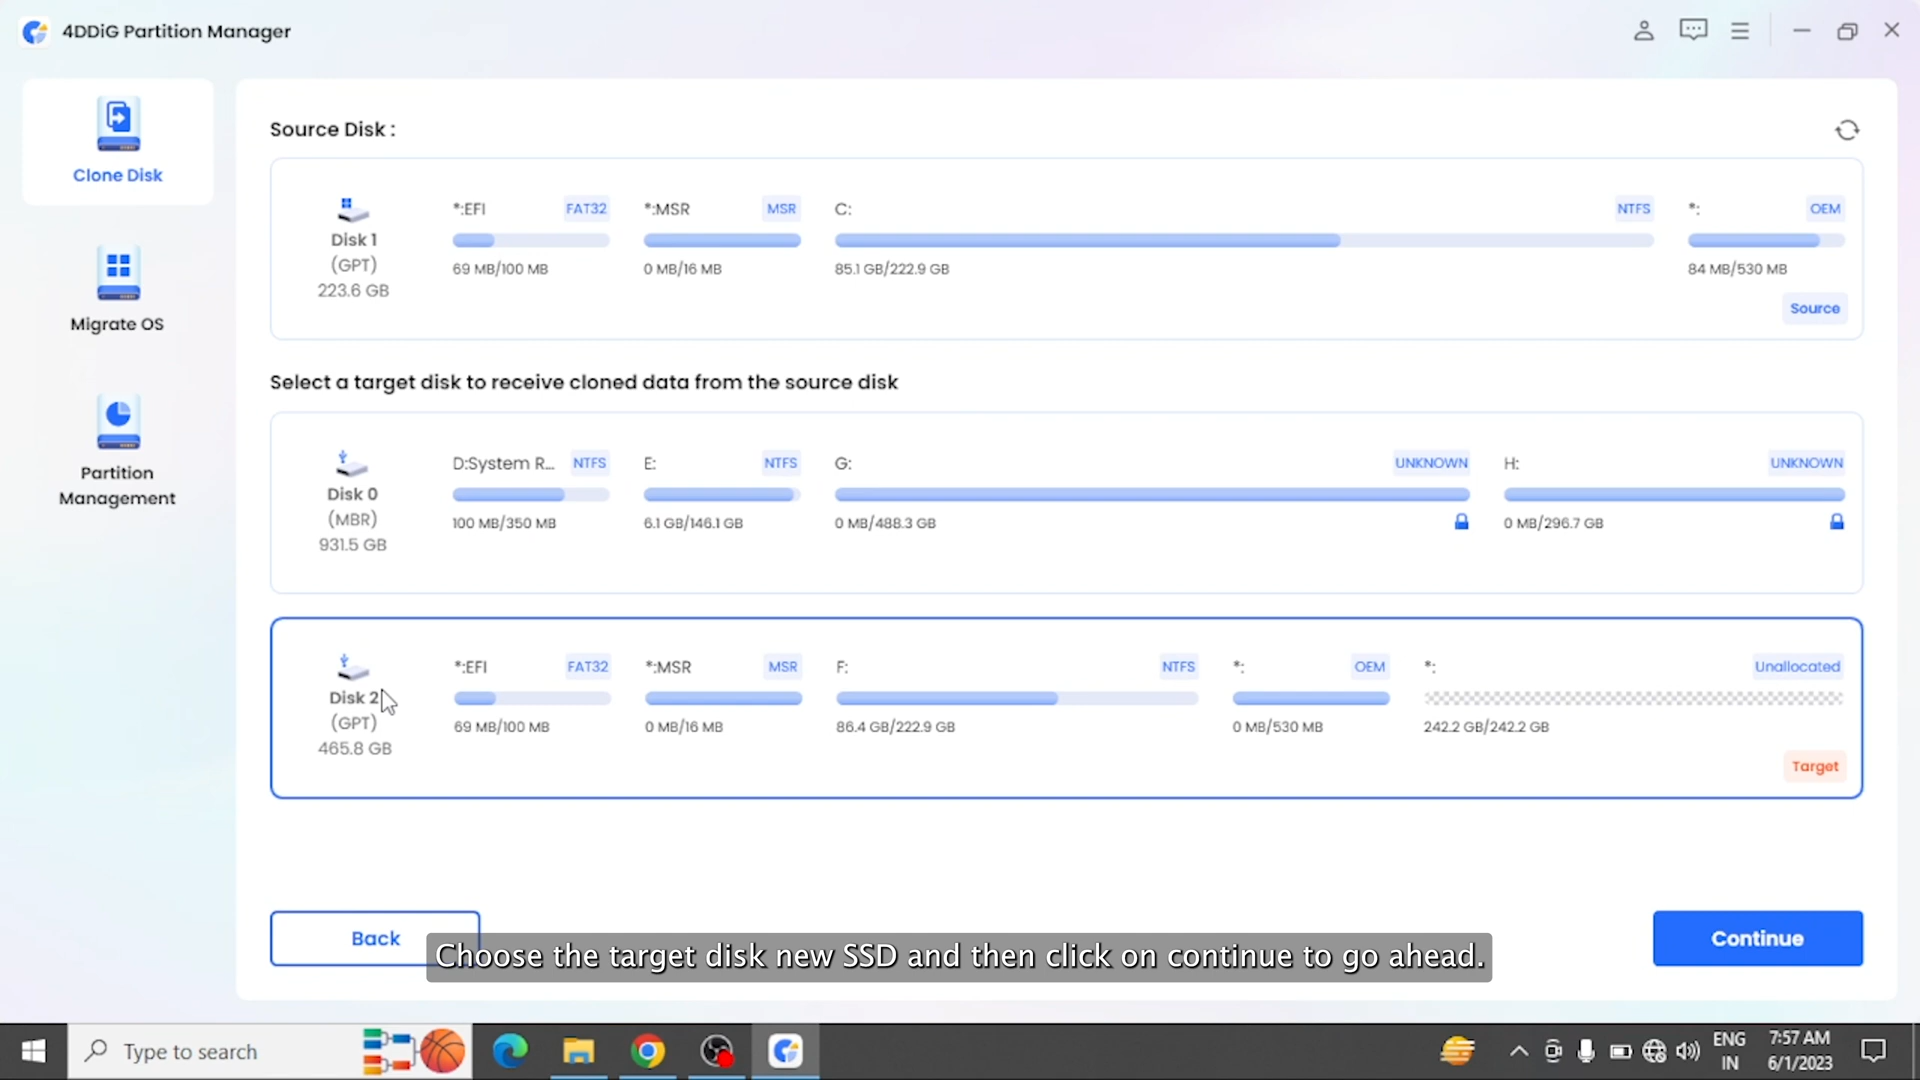 4DDiG Partition Manager
Clone Disk
Migrate OS
Partition
Management
Source Disk :
Disk 1
(GPT)
223.6 GB
*:EFI FAT32
69 MB/100 MB
*:MSR MSR
0 MB/16 MB
C: NTFS
85.1 GB/222.9 GB
*: OEM
84 MB/530 MB
Source
Select a target disk to receive cloned data from the source disk
Disk 0
(MBR)
931.5 GB
D:System R... NTFS
100 MB/350 MB
E: NTFS
6.1 GB/146.1 GB
G: UNKNOWN
0 MB/488.3 GB
H: UNKNOWN
0 MB/296.7 GB
Disk 2
(GPT)
465.8 GB
*:EFI FAT32
69 MB/100 MB
*:MSR MSR
0 MB/16 MB
F: NTFS
86.4 GB/222.9 GB
*: OEM
0 MB/530 MB
*: Unallocated
242.2 GB/242.2 GB
Target
Back
Continue
Choose the target disk new SSD and then click on continue to go ahead.
Type to search
ENG
IN
7:57 AM
6/1/2023